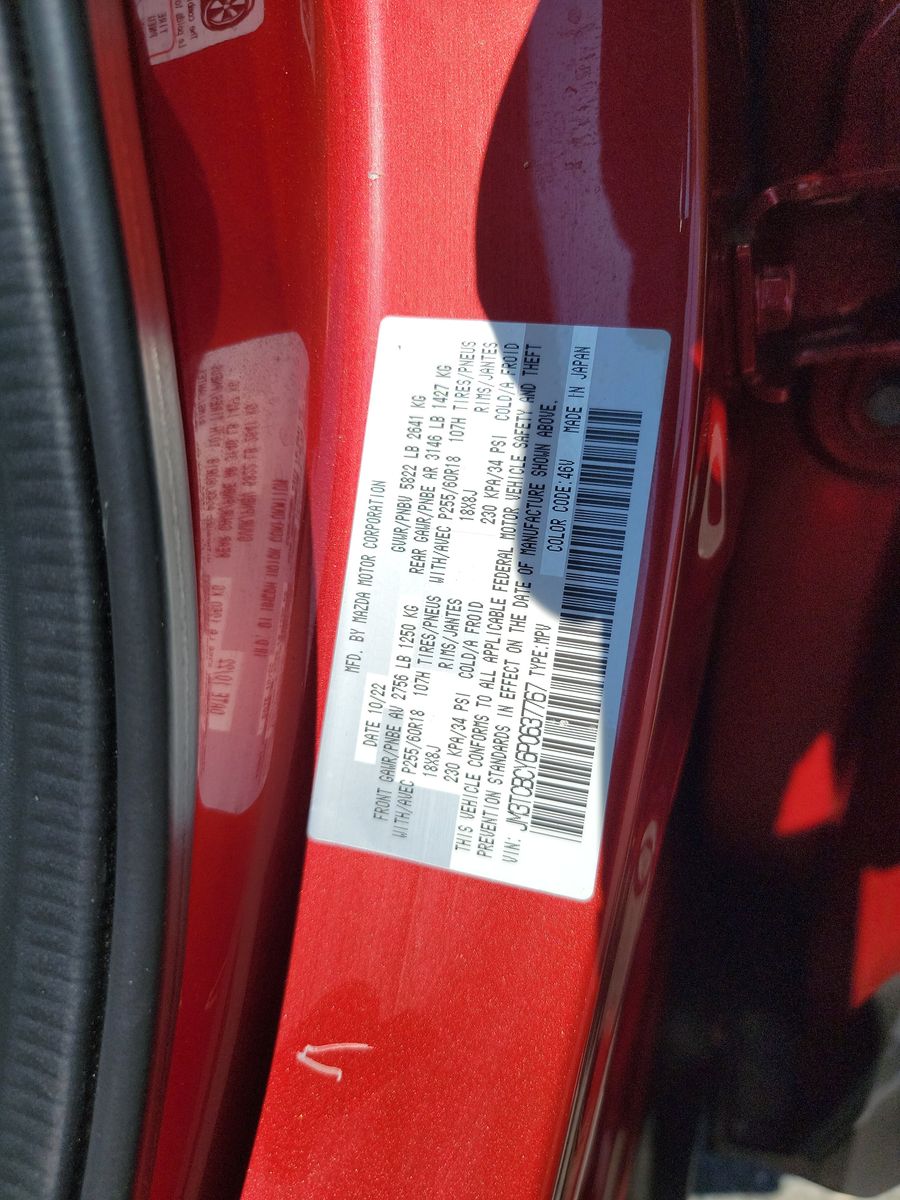 MFD. BY MAZDA MOTOR CORPORATION
DATE 10/22 GVWR/PNBV 5822 LB 2641 KG
FRONT GAWR/PNBE AV 2756 LB 1250 KG REAR GAWR/PNBE AR 3146 LB 1427 KG
WITH/AVEC P255/60R18 107H TIRES/PNEUS WITH/AVEC P255/60R18 107H TIRES/PNEUS
18X8J RIMS/JANTES 18X8J RIMS/JANTES
230 KPA/34 PSI COLD/A FROID 230 KPA/34 PSI COLD/A FROID
THIS VEHICLE CONFORMS TO ALL APPLICABLE FEDERAL MOTOR VEHICLE SAFETY AND THEFT
PREVENTION STANDARDS IN EFFECT ON THE DATE OF MANUFACTURE SHOWN ABOVE.
VIN: JM3TCBCY6P0637767 TYPE:MPV COLOR CODE:46V MADE IN JAPAN